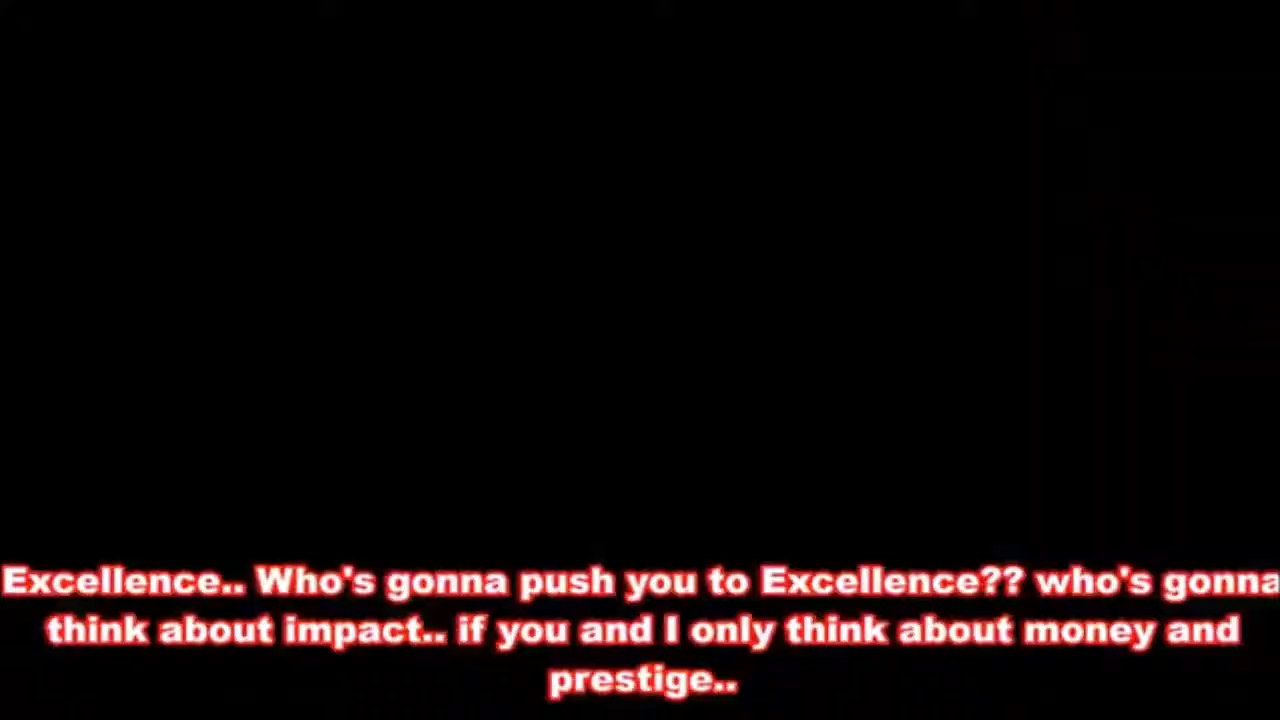 Excellence.. Who's gonna push you to Excellence?? who's gonna
think about impact.. if you and I only think about money and
prestige..